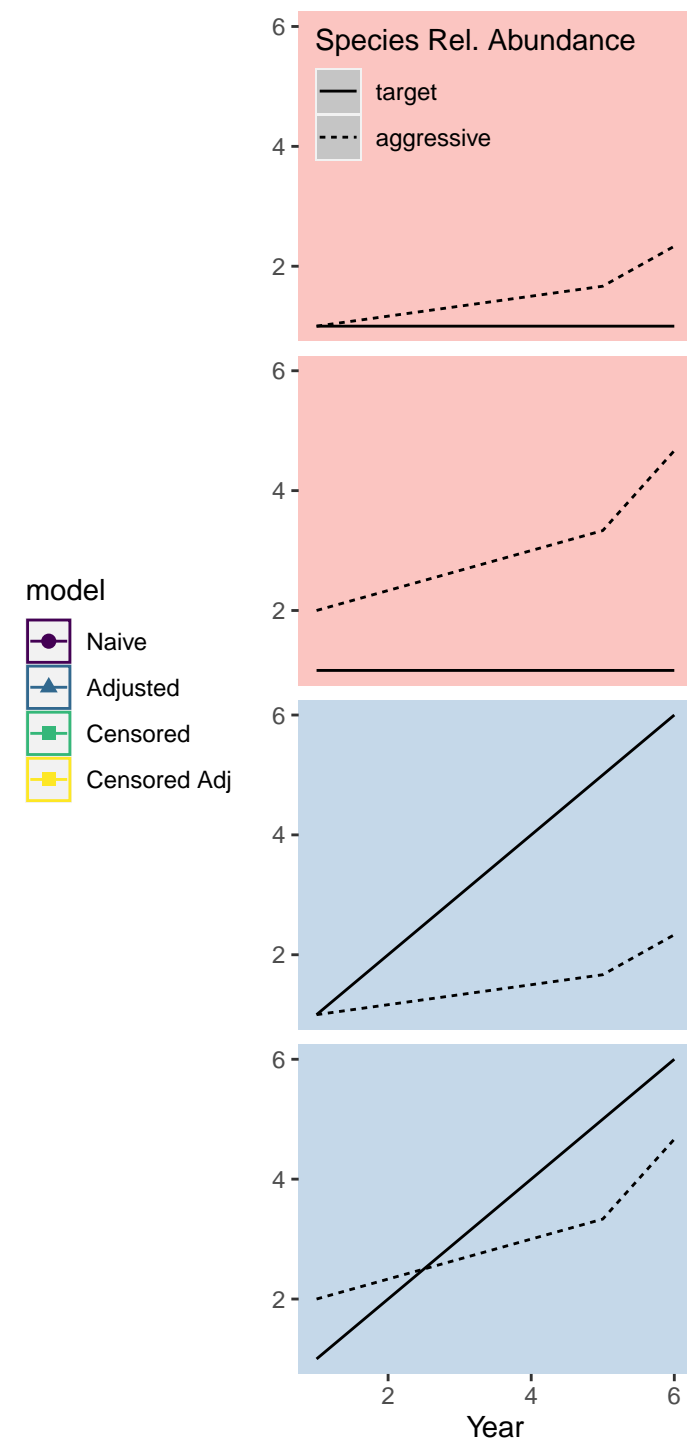 6
Species Rel. Abundance
target
aggressive
4
2
6
4
2
model
Naive
Adjusted
Censored
Censored Adj
6
4
2
6
4
2
2 4 6
Year